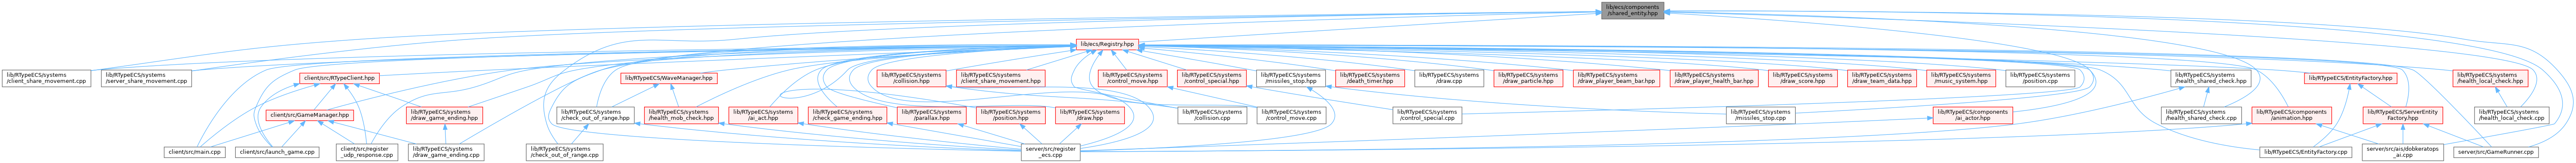 lib/ecs/components
/shared_entity.hpp
lib/ecs/Registry.hpp
lib/RTypeECS/systems
/client_share_movement.cpp
lib/RTypeECS/systems
/server_share_movement.cpp
client/src/RTypeClient.hpp
lib/RTypeECS/WaveManager.hpp
lib/RTypeECS/systems
/collision.hpp
lib/RTypeECS/systems
/client_share_movement.hpp
lib/RTypeECS/systems
/control_move.hpp
lib/RTypeECS/systems
/control_special.hpp
lib/RTypeECS/systems
/missiles_stop.hpp
lib/RTypeECS/systems
/death_timer.hpp
lib/RTypeECS/systems
/draw.cpp
lib/RTypeECS/systems
/draw_particle.hpp
lib/RTypeECS/systems
/draw_player_beam_bar.hpp
lib/RTypeECS/systems
/draw_player_health_bar.hpp
lib/RTypeECS/systems
/draw_score.hpp
lib/RTypeECS/systems
/draw_team_data.hpp
lib/RTypeECS/systems
/music_system.hpp
lib/RTypeECS/systems
/position.cpp
lib/RTypeECS/systems
/health_shared_check.hpp
lib/RTypeECS/EntityFactory.hpp
lib/RTypeECS/systems
/health_local_check.hpp
client/src/GameManager.hpp
lib/RTypeECS/systems
/draw_game_ending.hpp
lib/RTypeECS/systems
/check_out_of_range.hpp
lib/RTypeECS/systems
/health_mob_check.hpp
lib/RTypeECS/systems
/ai_act.hpp
lib/RTypeECS/systems
/check_game_ending.hpp
lib/RTypeECS/systems
/parallax.hpp
lib/RTypeECS/systems
/position.hpp
lib/RTypeECS/systems
/draw.hpp
lib/RTypeECS/systems
/collision.cpp
lib/RTypeECS/systems
/control_move.cpp
lib/RTypeECS/systems
/control_special.cpp
lib/RTypeECS/systems
/missiles_stop.cpp
lib/RTypeECS/components
/ai_actor.hpp
lib/RTypeECS/systems
/health_shared_check.cpp
lib/RTypeECS/components
/animation.hpp
lib/RTypeECS/ServerEntity
Factory.hpp
lib/RTypeECS/systems
/health_local_check.cpp
client/src/main.cpp
client/src/launch_game.cpp
client/src/register
_udp_response.cpp
lib/RTypeECS/systems
/draw_game_ending.cpp
lib/RTypeECS/systems
/check_out_of_range.cpp
server/src/register
_ecs.cpp
lib/RTypeECS/EntityFactory.cpp
server/src/ais/dobkeratops
_ai.cpp
server/src/GameRunner.cpp